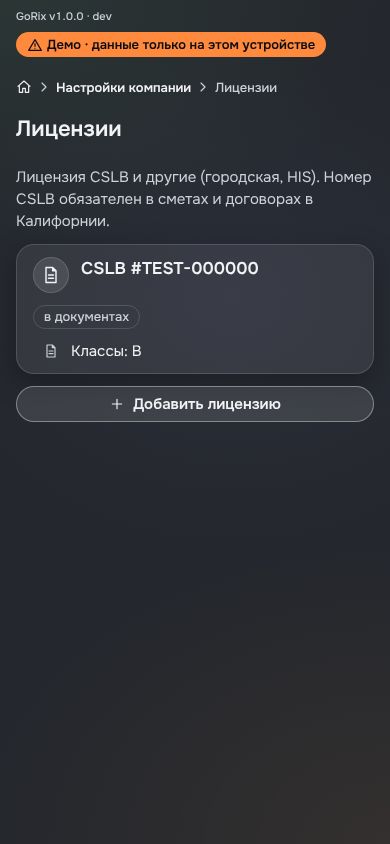 GoRix v1.0.0 · dev
Демо · данные только на этом устройстве
Настройки компании > Лицензии
Лицензии
Лицензия CSLB и другие (городская, HIS). Номер
CSLB обязателен в сметах и договорах в
Калифорнии.
CSLB #TEST-000000
в документах
Классы: B
+ Добавить лицензию